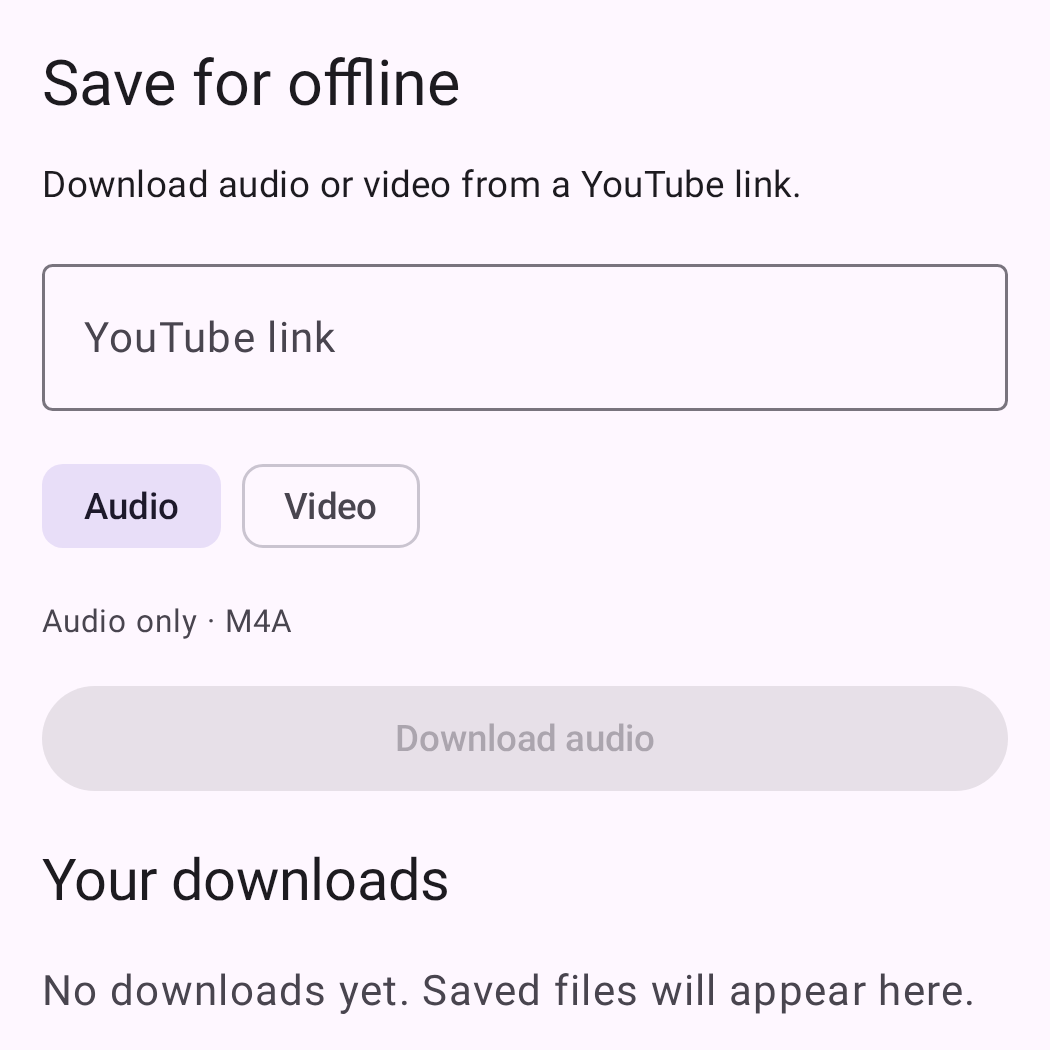 Save for offline
Download audio or video from a YouTube link.
YouTube link
Audio
Video
Audio only · M4A
Download audio
Your downloads
No downloads yet. Saved files will appear here.